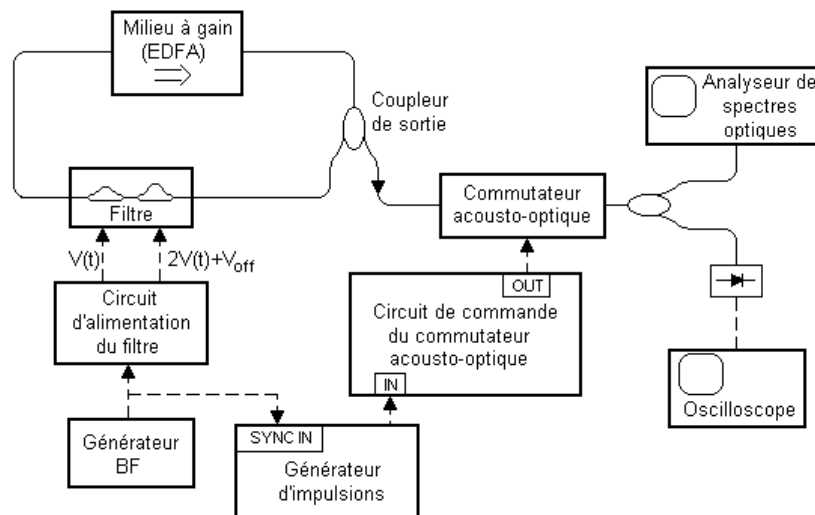 Milieu à gain
(EDFA)
Coupleur
de sortie
Analyseur de
spectres
optiques
Filtre
Commutateur
acousto-optique
V(t)
2V(t)+Voff
Circuit
d'alimentation
du filtre
OUT
Circuit de commande
du commutateur
acousto-optique
IN
Oscilloscope
Générateur
BF
SYNC IN
Générateur
d'impulsions